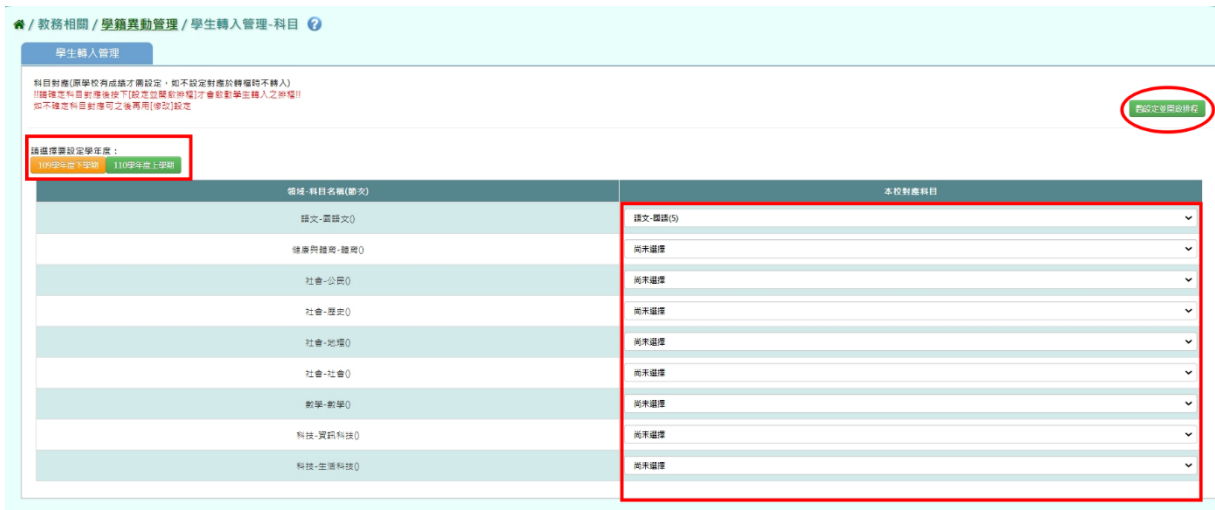 / 教務相關 / 學籍異動管理 / 學生轉入管理-科目
學生轉入管理
科目對應(原學校有成績才需設定，如不設定對應於轉檔時不轉入)
!!請確定科目對應後按下[設定並開啟排程]才會啟動學生轉入之排程!!
如不確定科目對應可之後再用[修改]設定
設定並開啟排程
請選擇要設定學年度：
109學年度下學期 110學年度上學期
領域-科目名稱(節次) 本校對應科目
語文-國語文() 語文-國語(5)
健康與體育-體育() 尚未選擇
社會-公民() 尚未選擇
社會-歷史() 尚未選擇
社會-地理() 尚未選擇
社會-社會() 尚未選擇
數學-數學() 尚未選擇
科技-資訊科技() 尚未選擇
科技-生活科技() 尚未選擇